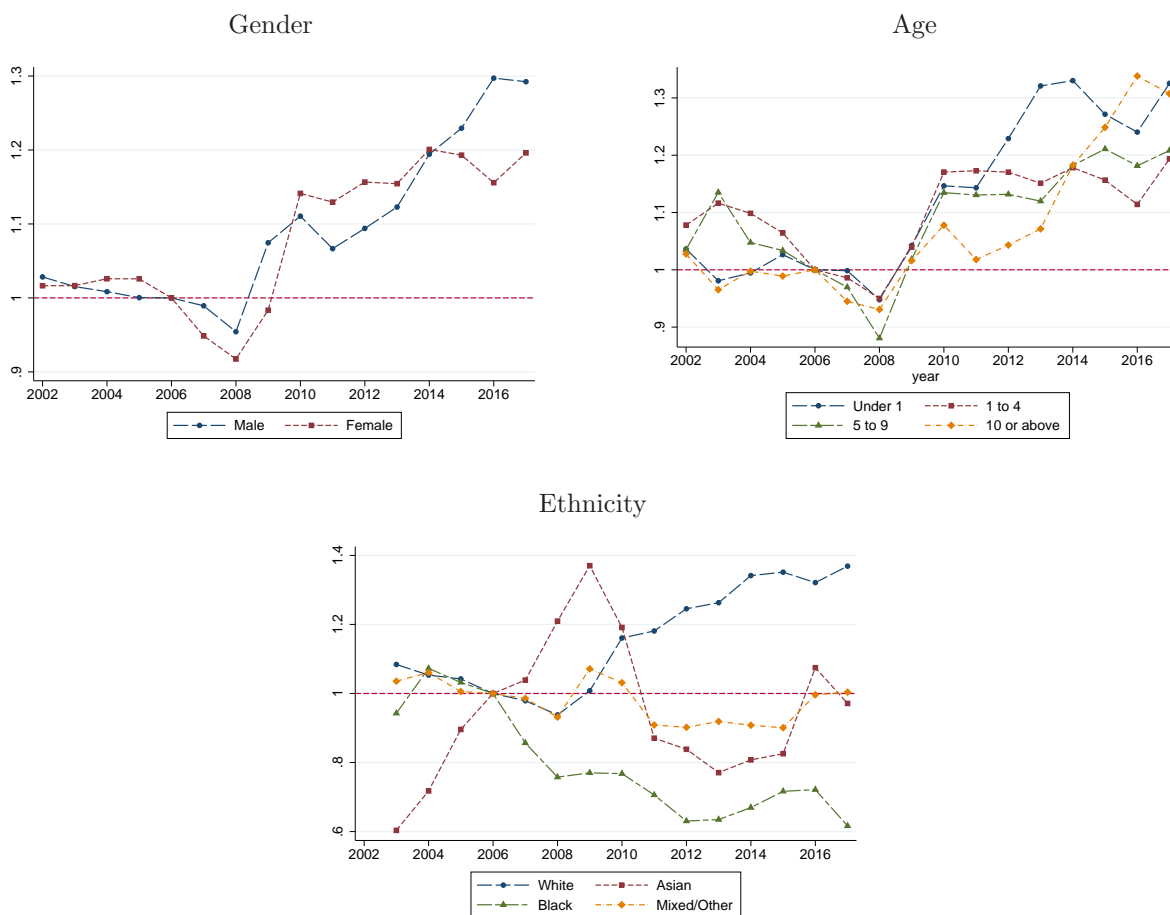 Gender
1.3
1.2
1.1
1
.9
2002 2004 2006 2008 2010 2012 2014 2016
Male Female
Age
1.3
1.2
1.1
1
.9
2002 2004 2006 2008 2010 2012 2014 2016
year
Under 1 1 to 4
5 to 9 10 or above
Ethnicity
1.4
1.2
1
.8
.6
2002 2004 2006 2008 2010 2012 2014 2016
White Asian
Black Mixed/Other